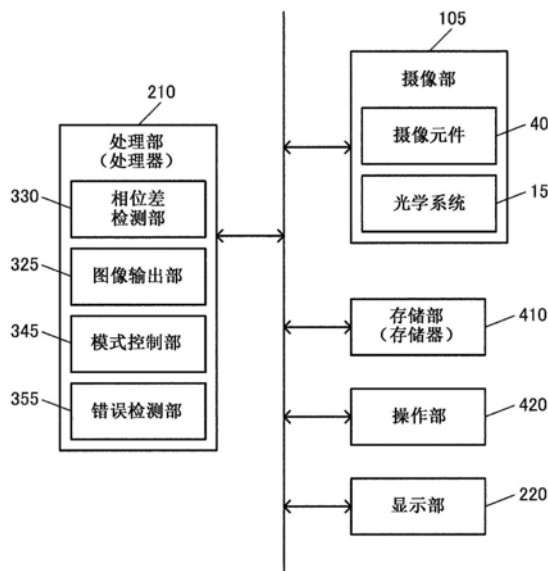 210
处理部
（处理器）
330
相位差
检测部
325
图像输出部
345
模式控制部
355
错误检测部
105
摄像部
摄像元件
40
光学系统
15
存储部
（存储器）
410
操作部
420
显示部
220